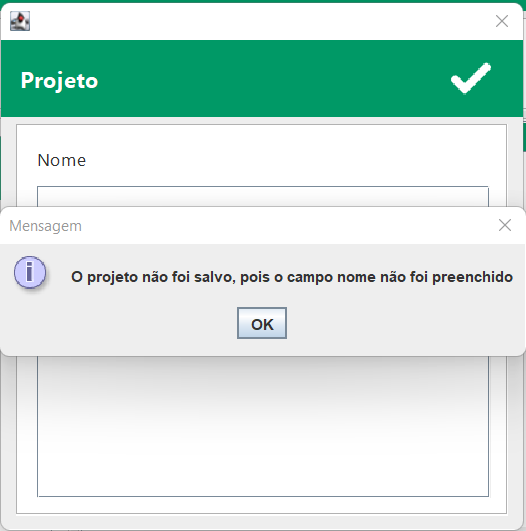 Projeto
Nome
Mensagem
O projeto não foi salvo, pois o campo nome não foi preenchido
OK